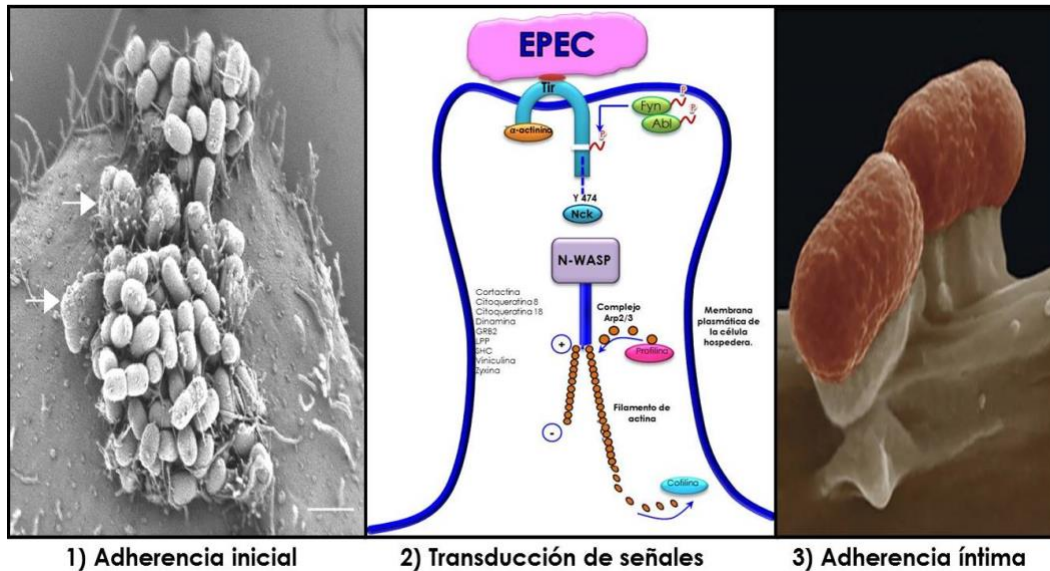 EPEC
Tir
P
Fyn
P
Abl
α-actinina
P
Y 474
Nck
N-WASP
Cortactina
Citoqueratina 8
Citoqueratina 18
Dinamina
GRB2
LPP
SHC
Viniculina
Zyxina
Complejo
Arp2/3
Membrana
plasmática de
la célula
hospedera.
+
Profilina
Filamento de
actina
-
Cofilina
1) Adherencia inicial
2) Transducción de señales
3) Adherencia íntima